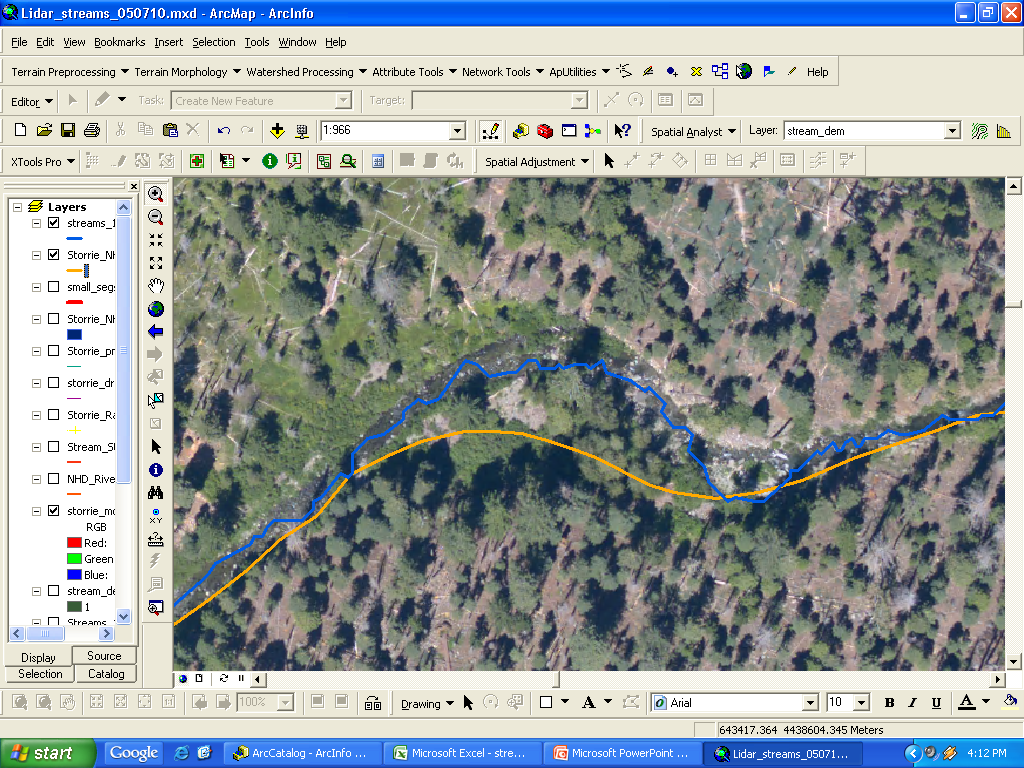 Lidar_streams_050710.mxd - ArcMap - ArcInfo
File Edit View Bookmarks Insert Selection Tools Window Help
Terrain Preprocessing Terrain Morphology Watershed Processing Attribute Tools Network Tools ApUtilities Help
Editor Task: Create New Feature Target:
1:966 Spatial Analyst Layer: stream_dem
XTools Pro Spatial Adjustment
Layers
streams_1
Storrie_NH
small_segs
Storrie_NH
Storrie_pr
storrie_dr
Storrie_Ra
Stream_SU
NHD_Rive
storrie_mo
RGB
Red:
Green
Blue:
stream_de
1
Streams_
Display Source
Selection Catalog
100% Drawing A Arial 10 B I U A
643417.364 4438604.345 Meters
start Google ArcCatalog - ArcInfo ... Microsoft Excel - stre... Microsoft PowerPoint ... Lidar_streams_05071... 4:12 PM